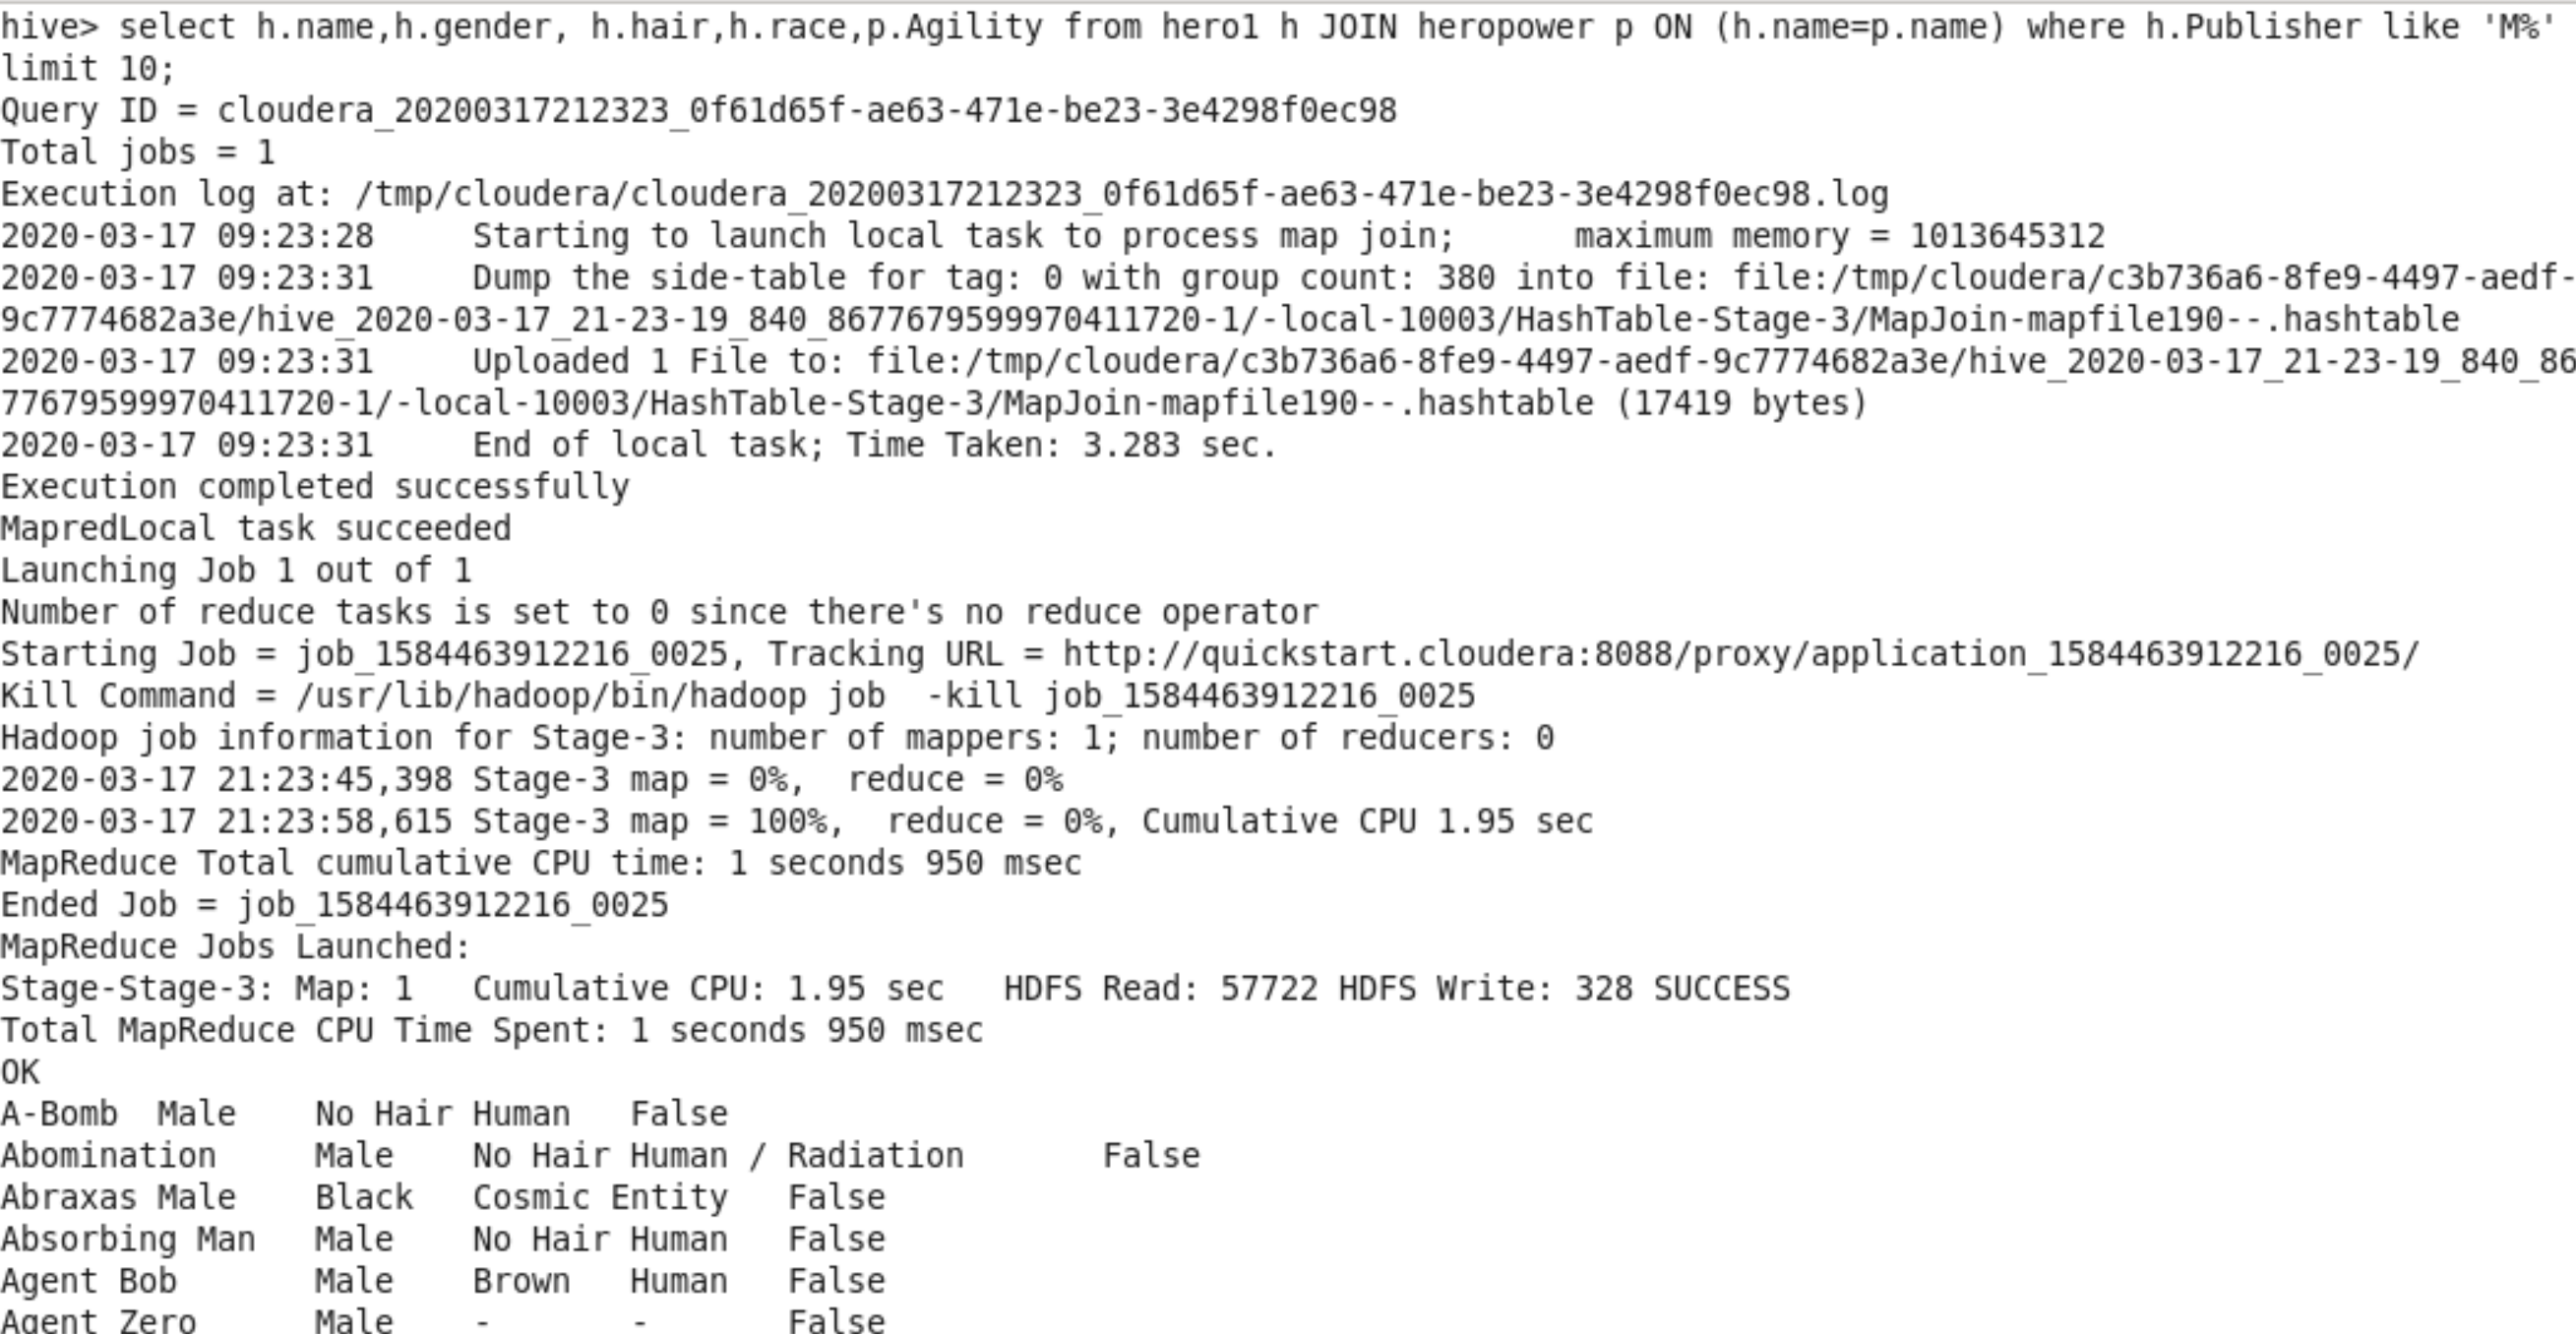 hive> select h.name,h.gender, h.hair,h.race,p.Agility from hero1 h JOIN heropower p ON (h.name=p.name) where h.Publisher like 'M%'
limit 10;
Query ID = cloudera_20200317212323_0f61d65f-ae63-471e-be23-3e4298f0ec98
Total jobs = 1
Execution log at: /tmp/cloudera/cloudera_20200317212323_0f61d65f-ae63-471e-be23-3e4298f0ec98.log
2020-03-17 09:23:28     Starting to launch local task to process map join;      maximum memory = 1013645312
2020-03-17 09:23:31     Dump the side-table for tag: 0 with group count: 380 into file: file:/tmp/cloudera/c3b736a6-8fe9-4497-aedf-
9c7774682a3e/hive_2020-03-17_21-23-19_840_8677679599970411720-1/-local-10003/HashTable-Stage-3/MapJoin-mapfile190--.hashtable
2020-03-17 09:23:31     Uploaded 1 File to: file:/tmp/cloudera/c3b736a6-8fe9-4497-aedf-9c7774682a3e/hive_2020-03-17_21-23-19_840_86
77679599970411720-1/-local-10003/HashTable-Stage-3/MapJoin-mapfile190--.hashtable (17419 bytes)
2020-03-17 09:23:31     End of local task; Time Taken: 3.283 sec.
Execution completed successfully
MapredLocal task succeeded
Launching Job 1 out of 1
Number of reduce tasks is set to 0 since there's no reduce operator
Starting Job = job_1584463912216_0025, Tracking URL = http://quickstart.cloudera:8088/proxy/application_1584463912216_0025/
Kill Command = /usr/lib/hadoop/bin/hadoop job  -kill job_1584463912216_0025
Hadoop job information for Stage-3: number of mappers: 1; number of reducers: 0
2020-03-17 21:23:45,398 Stage-3 map = 0%,  reduce = 0%
2020-03-17 21:23:58,615 Stage-3 map = 100%,  reduce = 0%, Cumulative CPU 1.95 sec
MapReduce Total cumulative CPU time: 1 seconds 950 msec
Ended Job = job_1584463912216_0025
MapReduce Jobs Launched:
Stage-Stage-3: Map: 1   Cumulative CPU: 1.95 sec   HDFS Read: 57722 HDFS Write: 328 SUCCESS
Total MapReduce CPU Time Spent: 1 seconds 950 msec
OK
A-Bomb  Male    No Hair Human   False
Abomination     Male    No Hair Human / Radiation       False
Abraxas Male    Black   Cosmic Entity   False
Absorbing Man   Male    No Hair Human   False
Agent Bob       Male    Brown   Human   False
Agent Zero      Male    -       -       False